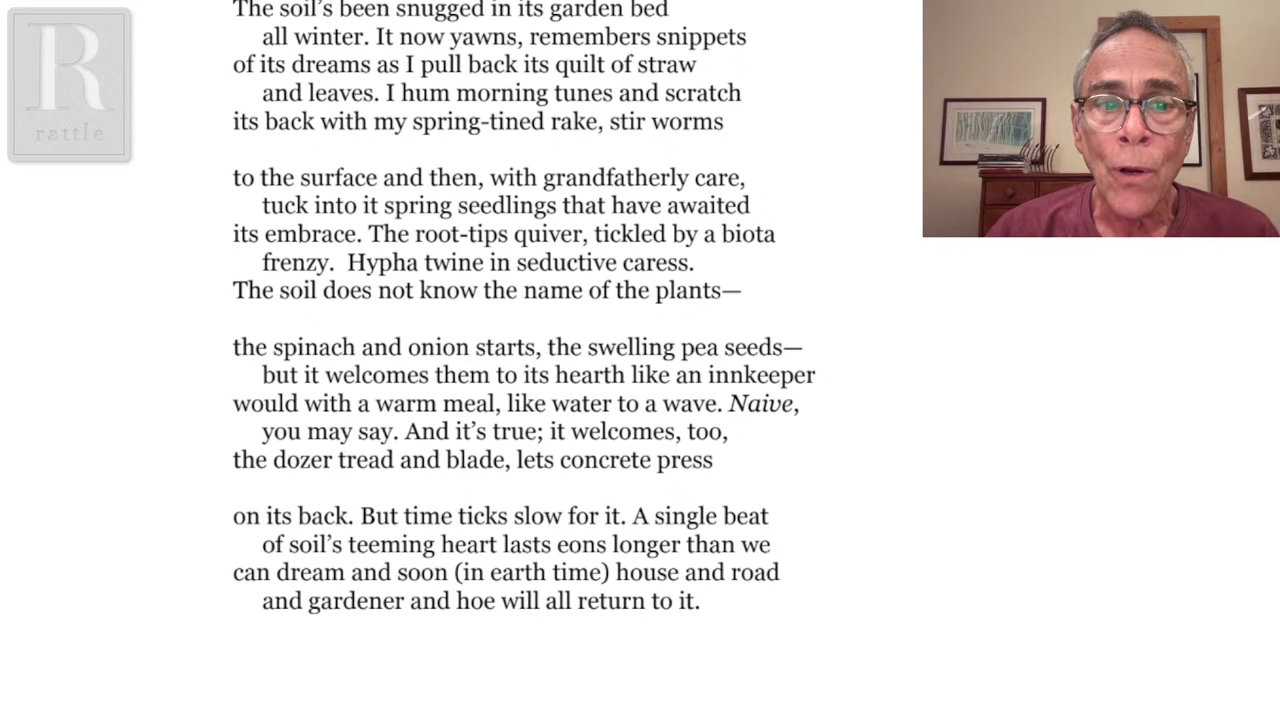 The soil’s been snugged in its garden bed
all winter. It now yawns, remembers snippets
of its dreams as I pull back its quilt of straw
and leaves. I hum morning tunes and scratch
its back with my spring-tined rake, stir worms
to the surface and then, with grandfatherly care,
tuck into it spring seedlings that have awaited
its embrace. The root-tips quiver, tickled by a biota
frenzy.  Hypha twine in seductive caress.
The soil does not know the name of the plants—
the spinach and onion starts, the swelling pea seeds—
but it welcomes them to its hearth like an innkeeper
would with a warm meal, like water to a wave. Naive,
you may say. And it’s true; it welcomes, too,
the dozer tread and blade, lets concrete press
on its back. But time ticks slow for it. A single beat
of soil’s teeming heart lasts eons longer than we
can dream and soon (in earth time) house and road
and gardener and hoe will all return to it.
R
rattle